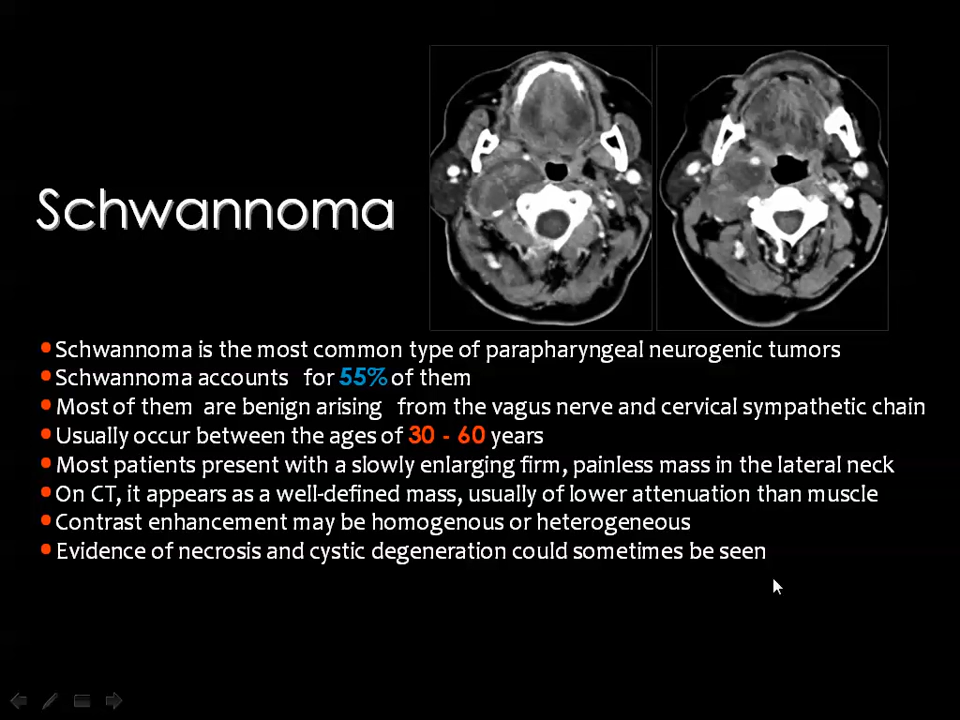 Schwannoma
•Schwannoma is the most common type of parapharyngeal neurogenic tumors
•Schwannoma accounts for 55% of them
•Most of them are benign arising from the vagus nerve and cervical sympathetic chain
•Usually occur between the ages of 30 - 60 years
•Most patients present with a slowly enlarging firm, painless mass in the lateral neck
•On CT, it appears as a well-defined mass, usually of lower attenuation than muscle
•Contrast enhancement may be homogenous or heterogeneous
•Evidence of necrosis and cystic degeneration could sometimes be seen